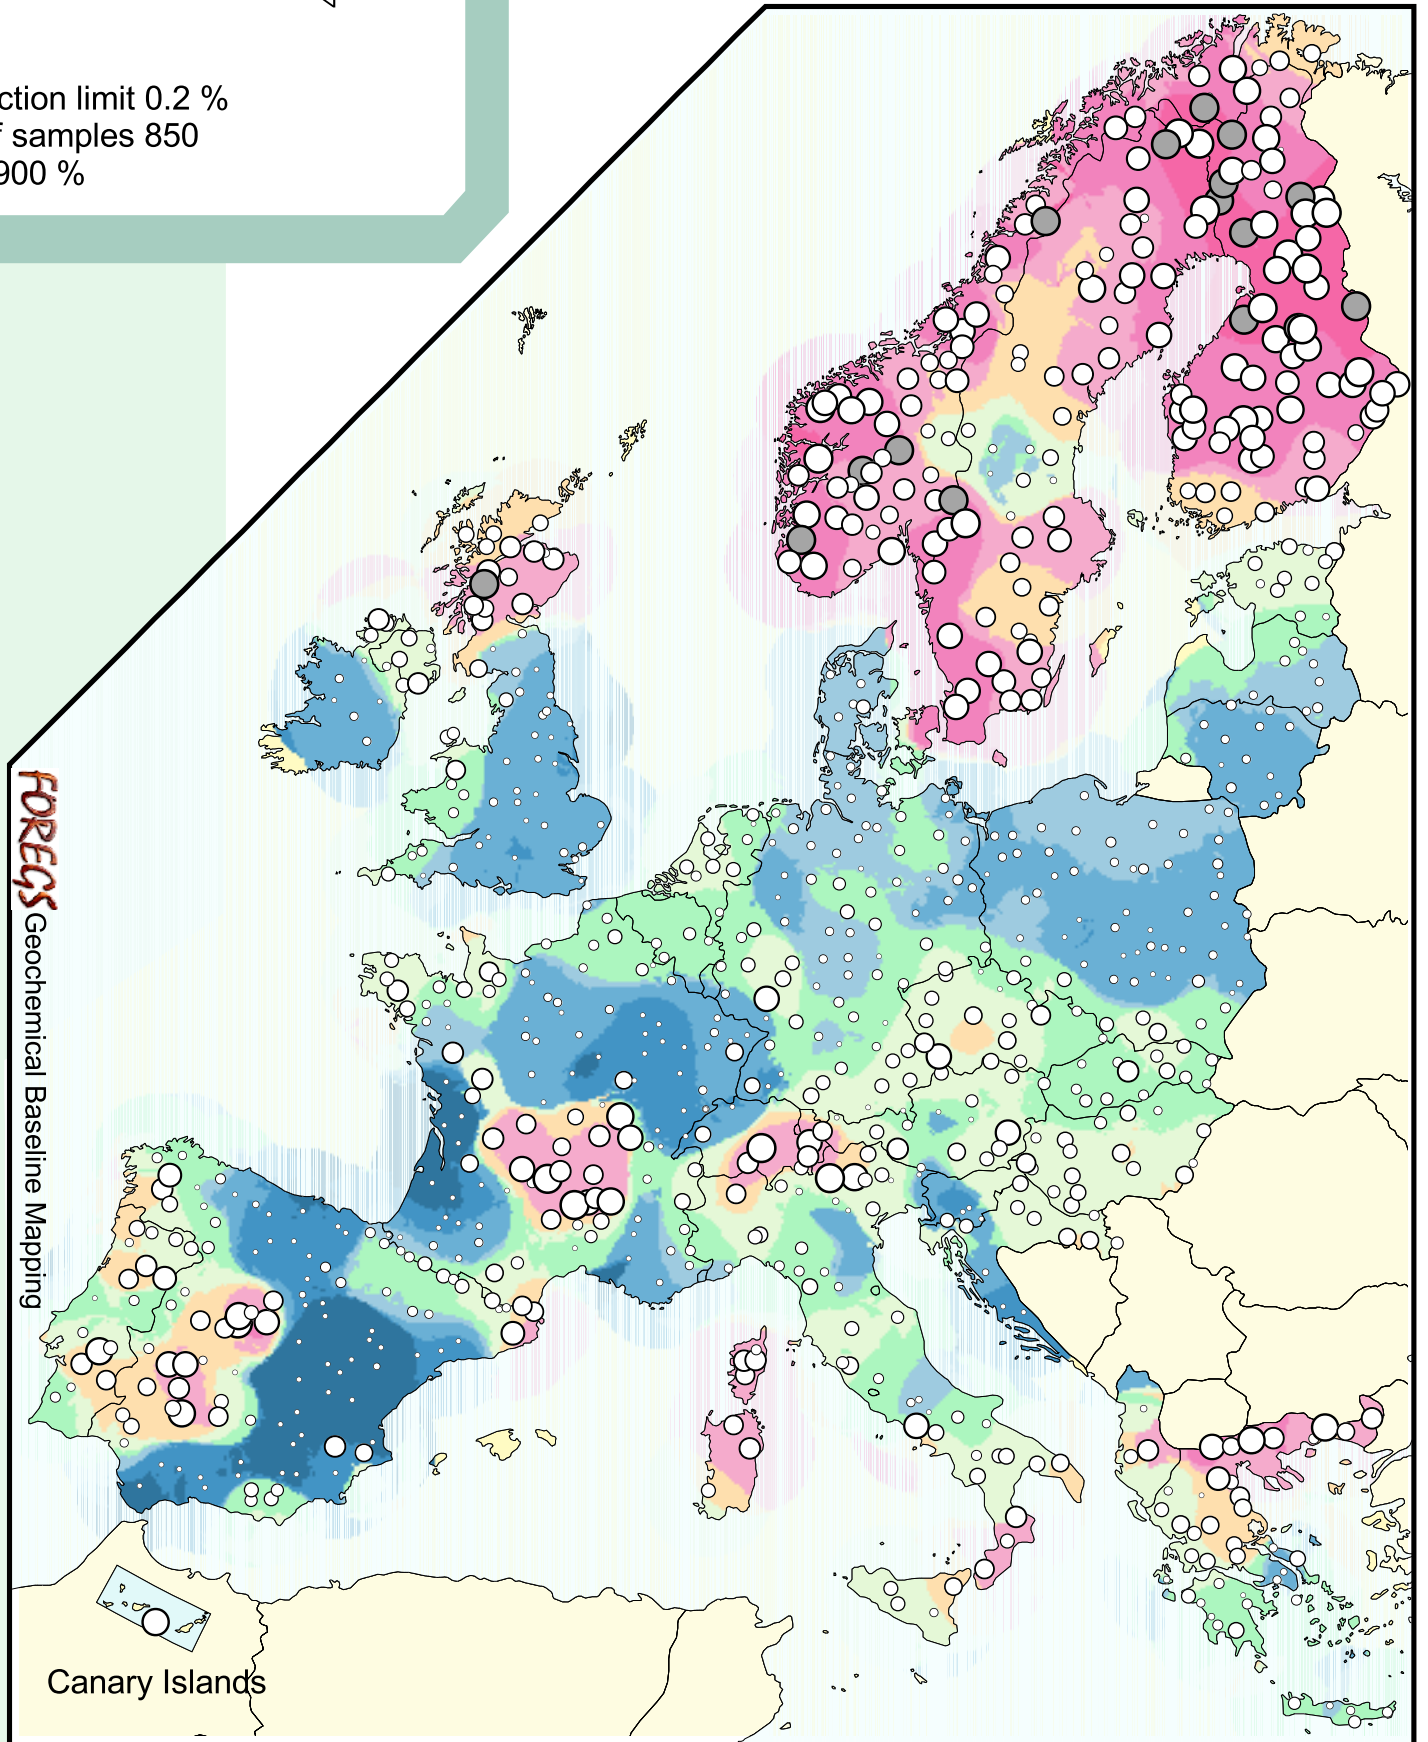 ction limit 0.2 %
samples 850
900 %
FOREGS Geochemical Baseline Mapping
Canary Islands